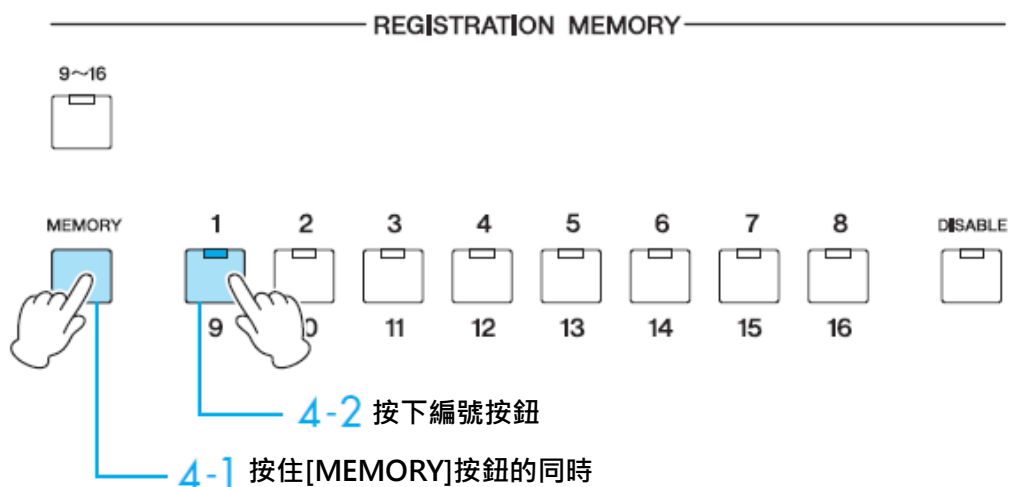 REGISTRATION MEMORY
9～16
MEMORY 1 2 3 4 5 6 7 8 DISABLE
9 0 11 12 13 14 15 16
4-2 按下編號按鈕
4-1 按住[MEMORY]按鈕的同時